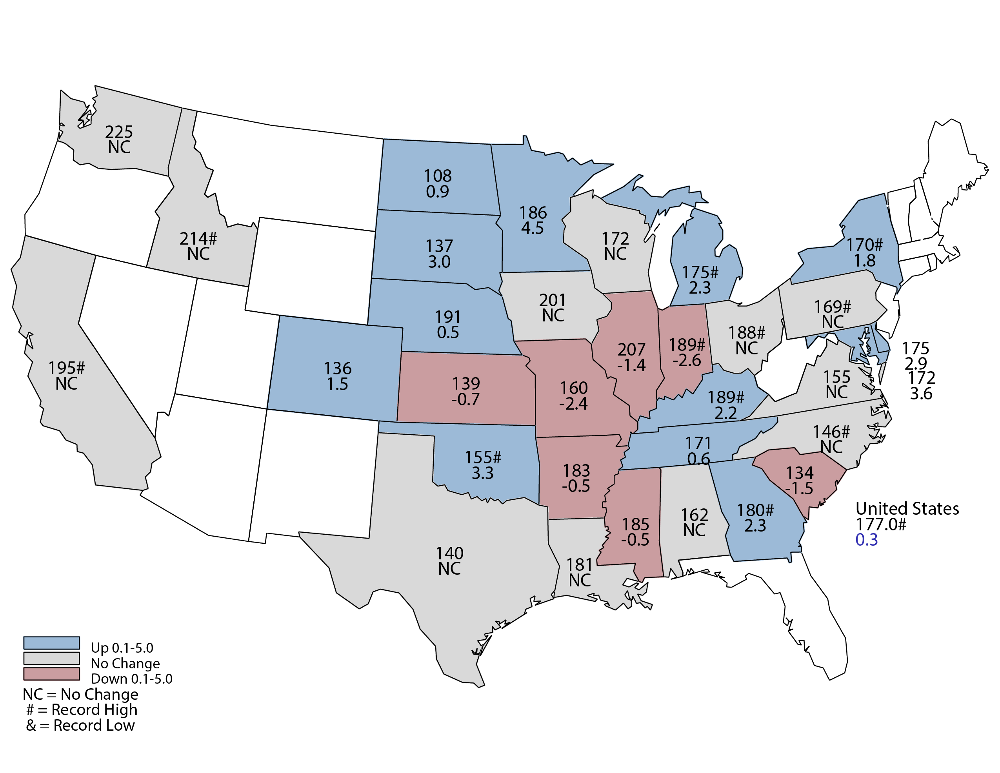 225
NC
108
0.9
186
4.5
214#
NC
137
3.0
172
NC
170#
1.8
175#
2.3
201
NC
169#
NC
191
0.5
188#
NC
189#
-2.6
207
-1.4
175
2.9
172
3.6
195#
NC
136
1.5
139
-0.7
160
-2.4
155
NC
189#
2.2
146#
NC
171
0.6
155#
3.3
183
-0.5
134
-1.5
180#
2.3
162
NC
185
-0.5
United States
177.0#
0.3
140
NC
181
NC
Up 0.1-5.0
No Change
Down 0.1-5.0
NC = No Change
# = Record High
& = Record Low